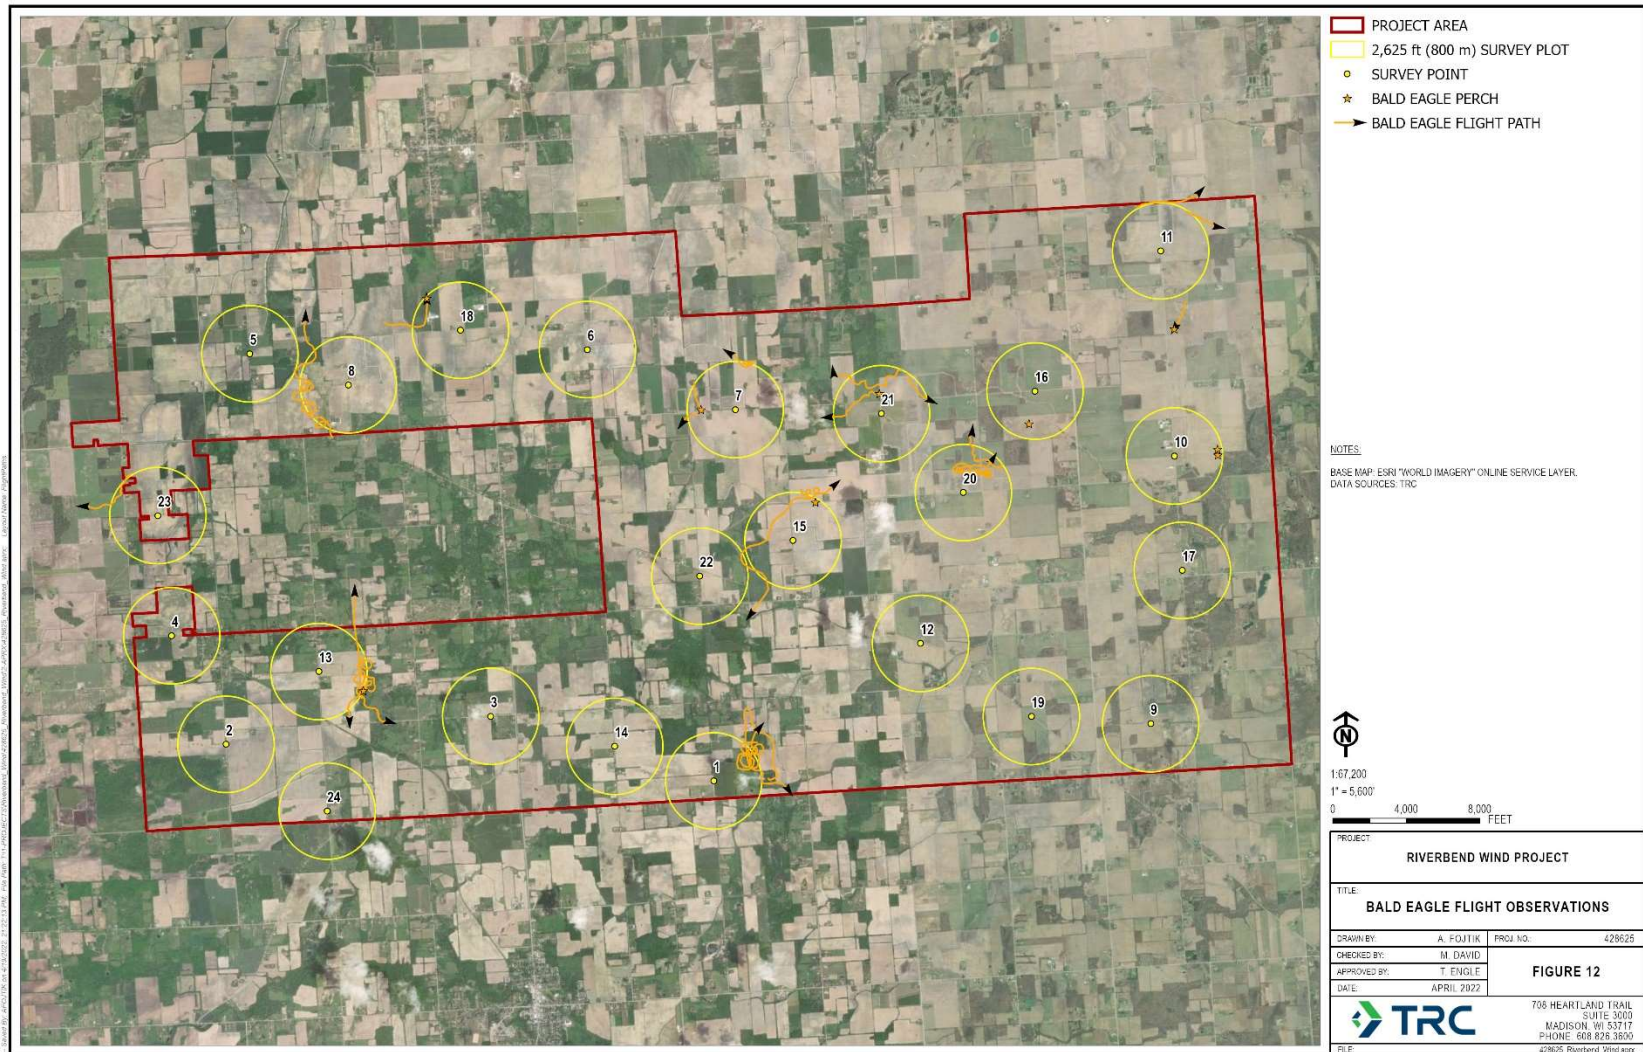 PROJECT AREA
2,625 ft (800 m) SURVEY PLOT
SURVEY POINT
BALD EAGLE PERCH
BALD EAGLE FLIGHT PATH
11
18
5
6
8
7
21
16
10
20
23
15
22
17
4
12
13
3
19
9
2
14
1
24
NOTES:
BASE MAP: ESRI "WORLD IMAGERY" ONLINE SERVICE LAYER.
DATA SOURCES: TRC
N
1:67,200
1" = 5,600'
0 4,000 8,000
FEET
PROJECT:
RIVERBEND WIND PROJECT
TITLE:
BALD EAGLE FLIGHT OBSERVATIONS
DRAWN BY: A. FOJTIK PROJ. NO.: 428625
CHECKED BY: M. DAVID
APPROVED BY: T. ENGLE
DATE: APRIL 2022
FIGURE 12
TRC
708 HEARTLAND TRAIL
SUITE 3000
MADISON, WI 53717
PHONE: 608.826.3600
FILE: